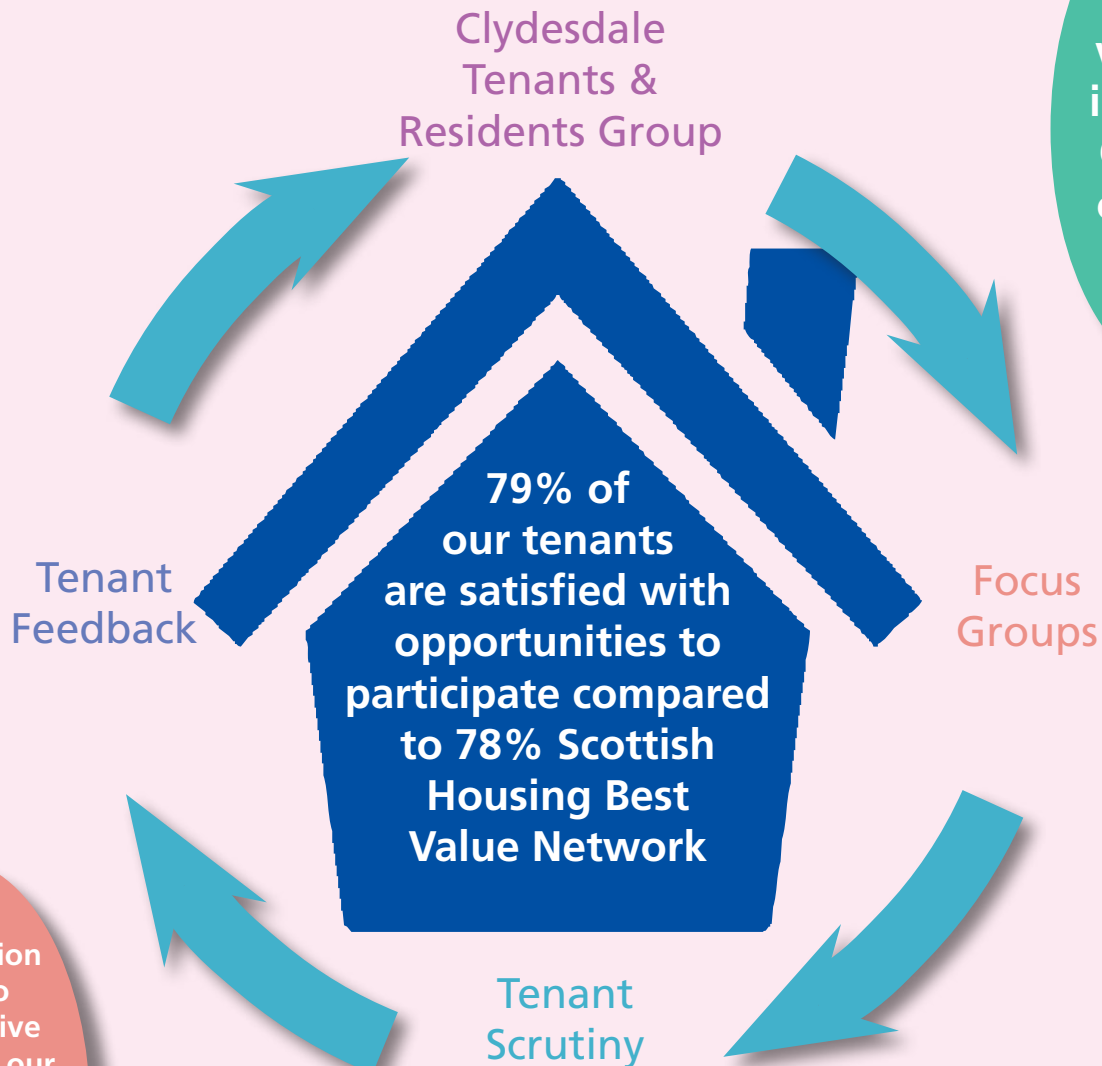 Clydesdale
Tenants &
Residents Group
79% of
our tenants
are satisfied with
opportunities to
participate compared
to 78% Scottish
Housing Best
Value Network
Tenant
Feedback
Focus
Groups
Tenant
Scrutiny
our